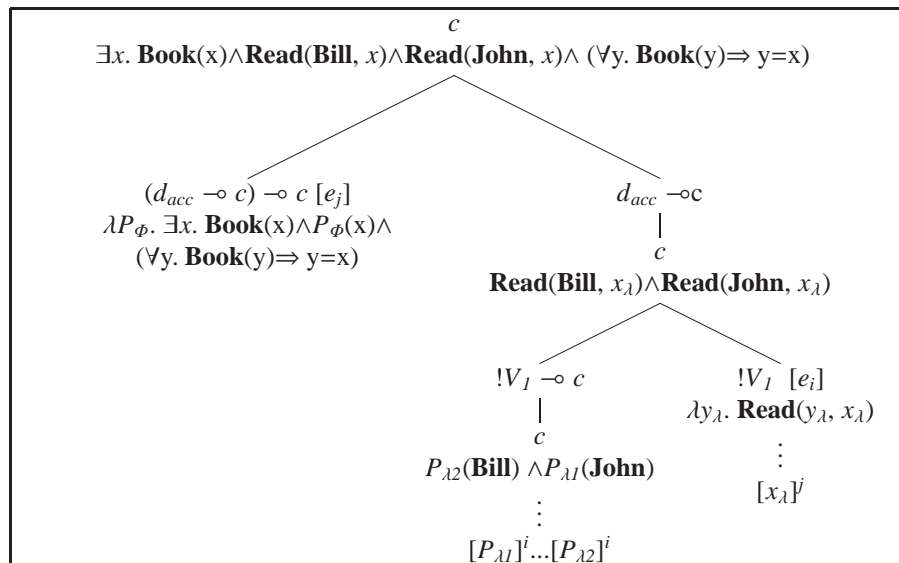 c
∃x. Book(x)∧Read(Bill, x)∧Read(John, x)∧ (∀y. Book(y)⇒ y=x)
(d_acc ⊸ c) ⊸ c [e_j]
λP_Φ. ∃x. Book(x)∧P_Φ(x)∧
(∀y. Book(y)⇒ y=x)
d_acc ⊸c
c
Read(Bill, x_λ)∧Read(John, x_λ)
!V_1 ⊸ c
c
P_λ2(Bill) ∧P_λ1(John)
⋮
[P_λ1]^i...[P_λ2]^i
!V_1 [e_i]
λy_λ. Read(y_λ, x_λ)
⋮
[x_λ]^j